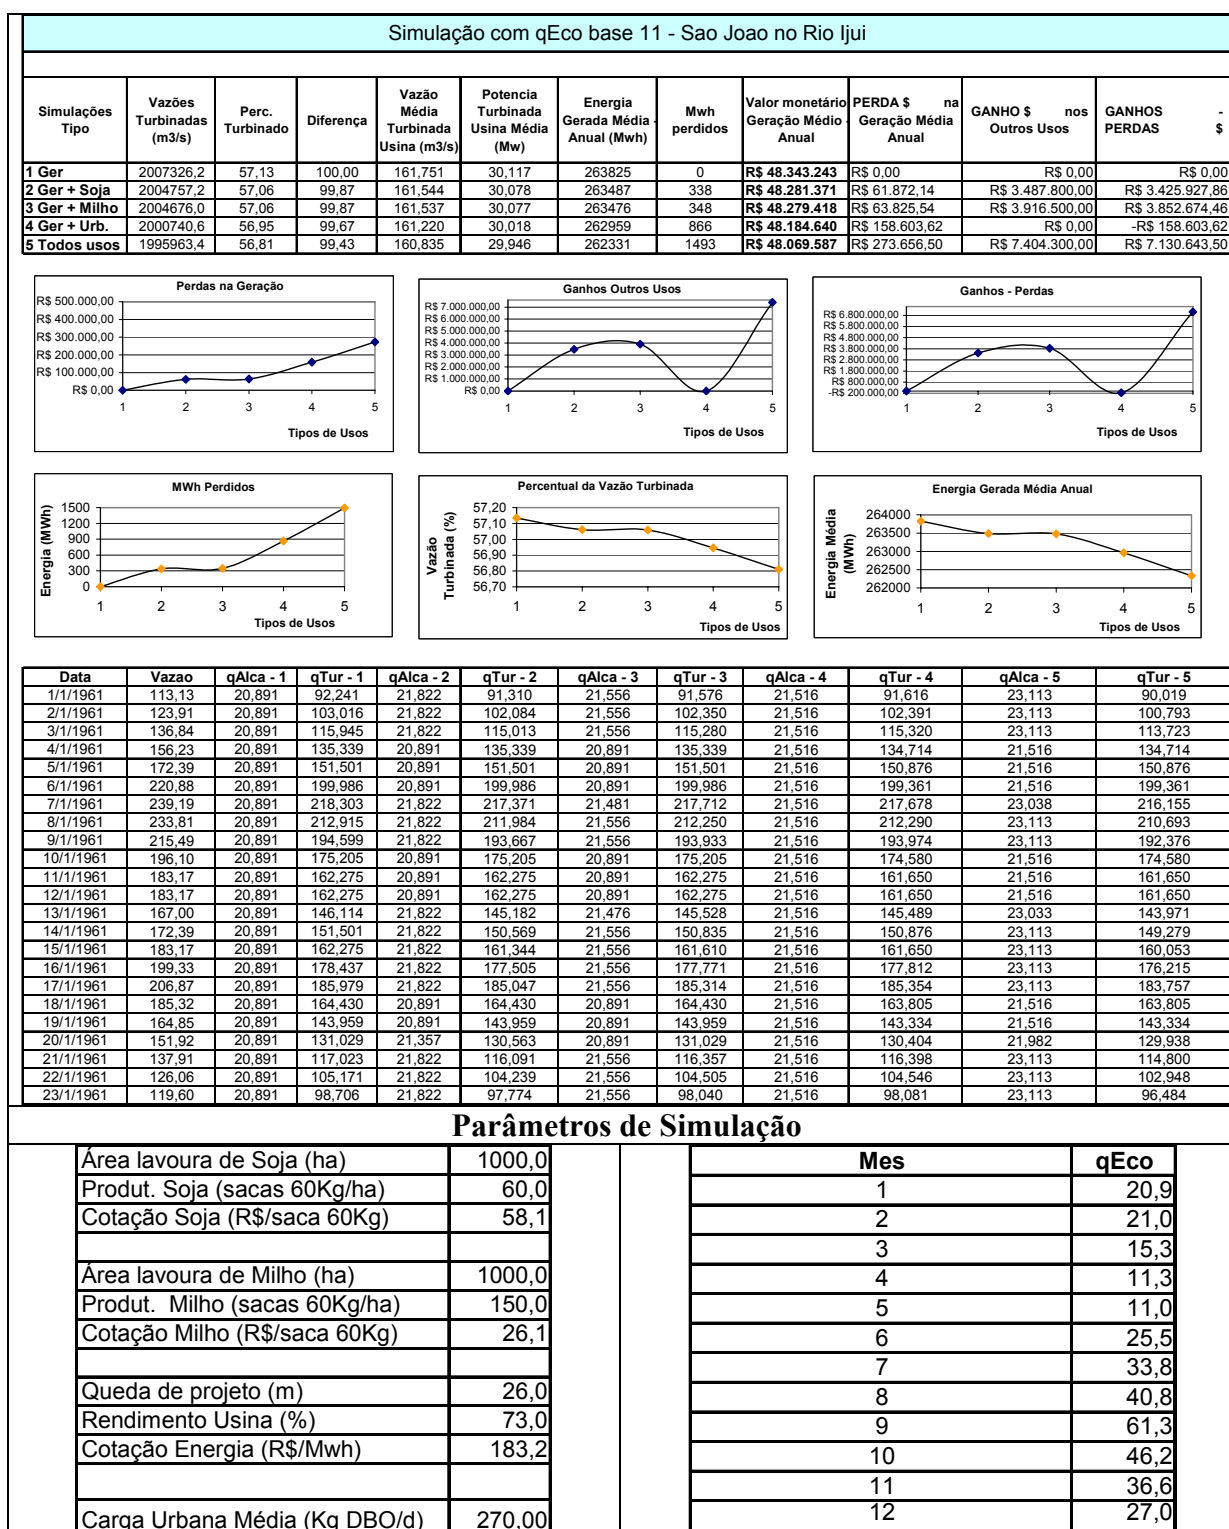 Simulação com qEco base 11 - Sao Joao no Rio Ijui
Simulações Tipo | Vazões Turbinadas (m3/s) | Perc. Turbinado | Diferença | Vazão Média Turbinada Usina (m3/s) | Potencia Turbinada Usina Média (Mw) | Energia Gerada Média - Anual (Mwh) | Mwh perdidos | Valor monetário Geração Médio - Anual | PERDA $ na Geração Média Anual | GANHO $ nos Outros Usos | GANHOS - PERDAS $
1 Ger | 2007326,2 | 57,13 | 100,00 | 161,751 | 30,117 | 263825 | 0 | R$ 48.343.243 | R$ 0,00 | R$ 0,00 | R$ 0,00
2 Ger + Soja | 2004757,2 | 57,06 | 99,87 | 161,544 | 30,078 | 263487 | 338 | R$ 48.281.371 | R$ 61.872,14 | R$ 3.487.800,00 | R$ 3.425.927,86
3 Ger + Milho | 2004676,0 | 57,06 | 99,87 | 161,537 | 30,077 | 263476 | 348 | R$ 48.279.418 | R$ 63.825,54 | R$ 3.916.500,00 | R$ 3.852.674,46
4 Ger + Urb. | 2000740,6 | 56,95 | 99,67 | 161,220 | 30,018 | 262959 | 866 | R$ 48.184.640 | R$ 158.603,62 | R$ 0,00 | -R$ 158.603,62
5 Todos usos | 1995963,4 | 56,81 | 99,43 | 160,835 | 29,946 | 262331 | 1493 | R$ 48.069.587 | R$ 273.656,50 | R$ 7.404.300,00 | R$ 7.130.643,50
Perdas na Geração
R$ 500.000,00
R$ 400.000,00
R$ 300.000,00
R$ 200.000,00
R$ 100.000,00
R$ 0,00
1 2 3 4 5
Tipos de Usos
Ganhos Outros Usos
R$ 7.000.000,00
R$ 6.000.000,00
R$ 5.000.000,00
R$ 4.000.000,00
R$ 3.000.000,00
R$ 2.000.000,00
R$ 1.000.000,00
R$ 0,00
1 2 3 4 5
Tipos de Usos
Ganhos - Perdas
R$ 6.800.000,00
R$ 5.800.000,00
R$ 4.800.000,00
R$ 3.800.000,00
R$ 2.800.000,00
R$ 1.800.000,00
R$ 800.000,00
-R$ 200.000,00
1 2 3 4 5
Tipos de Usos
MWh Perdidos
Energia (MWh)
1500
1200
900
600
300
0
1 2 3 4 5
Tipos de Usos
Percentual da Vazão Turbinada
Vazão Turbinada (%)
57,20
57,10
57,00
56,90
56,80
56,70
1 2 3 4 5
Tipos de Usos
Energia Gerada Média Anual
Energia Média (MWh)
264000
263500
263000
262500
262000
1 2 3 4 5
Tipos de Usos
Data | Vazao | qAlca - 1 | qTur - 1 | qAlca - 2 | qTur - 2 | qAlca - 3 | qTur - 3 | qAlca - 4 | qTur - 4 | qAlca - 5 | qTur - 5
1/1/1961 | 113,13 | 20,891 | 92,241 | 21,822 | 91,310 | 21,556 | 91,576 | 21,516 | 91,616 | 23,113 | 90,019
2/1/1961 | 123,91 | 20,891 | 103,016 | 21,822 | 102,084 | 21,556 | 102,350 | 21,516 | 102,391 | 23,113 | 100,793
3/1/1961 | 136,84 | 20,891 | 115,945 | 21,822 | 115,013 | 21,556 | 115,280 | 21,516 | 115,320 | 23,113 | 113,723
4/1/1961 | 156,23 | 20,891 | 135,339 | 20,891 | 135,339 | 20,891 | 135,339 | 21,516 | 134,714 | 21,516 | 134,714
5/1/1961 | 172,39 | 20,891 | 151,501 | 20,891 | 151,501 | 20,891 | 151,501 | 21,516 | 150,876 | 21,516 | 150,876
6/1/1961 | 220,88 | 20,891 | 199,986 | 20,891 | 199,986 | 20,891 | 199,986 | 21,516 | 199,361 | 21,516 | 199,361
7/1/1961 | 239,19 | 20,891 | 218,303 | 21,822 | 217,371 | 21,481 | 217,712 | 21,516 | 217,678 | 23,038 | 216,155
8/1/1961 | 233,81 | 20,891 | 212,915 | 21,822 | 211,984 | 21,556 | 212,250 | 21,516 | 212,290 | 23,113 | 210,693
9/1/1961 | 215,49 | 20,891 | 194,599 | 21,822 | 193,667 | 21,556 | 193,933 | 21,516 | 193,974 | 23,113 | 192,376
10/1/1961 | 196,10 | 20,891 | 175,205 | 20,891 | 175,205 | 20,891 | 175,205 | 21,516 | 174,580 | 21,516 | 174,580
11/1/1961 | 183,17 | 20,891 | 162,275 | 20,891 | 162,275 | 20,891 | 162,275 | 21,516 | 161,650 | 21,516 | 161,650
12/1/1961 | 183,17 | 20,891 | 162,275 | 20,891 | 162,275 | 20,891 | 162,275 | 21,516 | 161,650 | 21,516 | 161,650
13/1/1961 | 167,00 | 20,891 | 146,114 | 21,822 | 145,182 | 21,476 | 145,528 | 21,516 | 145,489 | 23,033 | 143,971
14/1/1961 | 172,39 | 20,891 | 151,501 | 21,822 | 150,569 | 21,556 | 150,835 | 21,516 | 150,876 | 23,113 | 149,279
15/1/1961 | 183,17 | 20,891 | 162,275 | 21,822 | 161,344 | 21,556 | 161,610 | 21,516 | 161,650 | 23,113 | 160,053
16/1/1961 | 199,33 | 20,891 | 178,437 | 21,822 | 177,505 | 21,556 | 177,771 | 21,516 | 177,812 | 23,113 | 176,215
17/1/1961 | 206,87 | 20,891 | 185,979 | 21,822 | 185,047 | 21,556 | 185,314 | 21,516 | 185,354 | 23,113 | 183,757
18/1/1961 | 185,32 | 20,891 | 164,430 | 20,891 | 164,430 | 20,891 | 164,430 | 21,516 | 163,805 | 21,516 | 163,805
19/1/1961 | 164,85 | 20,891 | 143,959 | 20,891 | 143,959 | 20,891 | 143,959 | 21,516 | 143,334 | 21,516 | 143,334
20/1/1961 | 151,92 | 20,891 | 131,029 | 21,357 | 130,563 | 20,891 | 131,029 | 21,516 | 130,404 | 21,982 | 129,938
21/1/1961 | 137,91 | 20,891 | 117,023 | 21,822 | 116,091 | 21,556 | 116,357 | 21,516 | 116,398 | 23,113 | 114,800
22/1/1961 | 126,06 | 20,891 | 105,171 | 21,822 | 104,239 | 21,556 | 104,505 | 21,516 | 104,546 | 23,113 | 102,948
23/1/1961 | 119,60 | 20,891 | 98,706 | 21,822 | 97,774 | 21,556 | 98,040 | 21,516 | 98,081 | 23,113 | 96,484
Parâmetros de Simulação
Área lavoura de Soja (ha) | 1000,0
Produt. Soja (sacas 60Kg/ha) | 60,0
Cotação Soja (R$/saca 60Kg) | 58,1
Área lavoura de Milho (ha) | 1000,0
Produt. Milho (sacas 60Kg/ha) | 150,0
Cotação Milho (R$/saca 60Kg) | 26,1
Queda de projeto (m) | 26,0
Rendimento Usina (%) | 73,0
Cotação Energia (R$/Mwh) | 183,2
Carga Urbana Média (Kg DBO/d) | 270,00
Mes | qEco
1 | 20,9
2 | 21,0
3 | 15,3
4 | 11,3
5 | 11,0
6 | 25,5
7 | 33,8
8 | 40,8
9 | 61,3
10 | 46,2
11 | 36,6
12 | 27,0